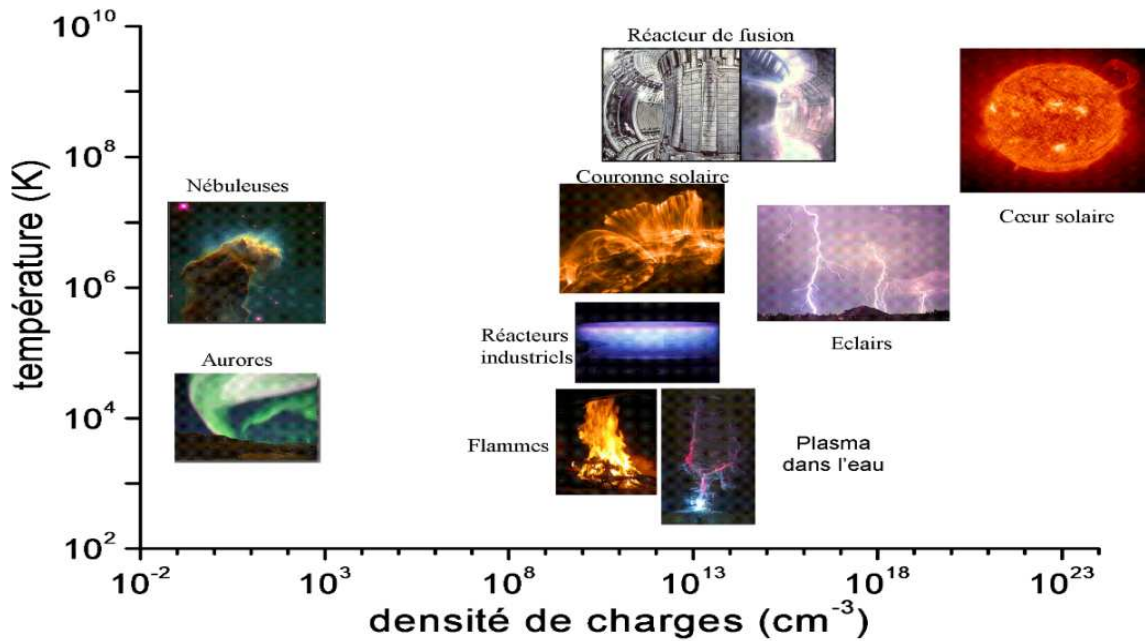 10^10
Réacteur de fusion
10^8
Couronne solaire
Nébuleuses
Cœur solaire
température (K)
10^6
Réacteurs
industriels
Eclairs
Aurores
10^4
Flammes
Plasma
dans l'eau
10^2
10^-2
10^3
10^8
10^13
10^18
10^23
densité de charges (cm^-3)